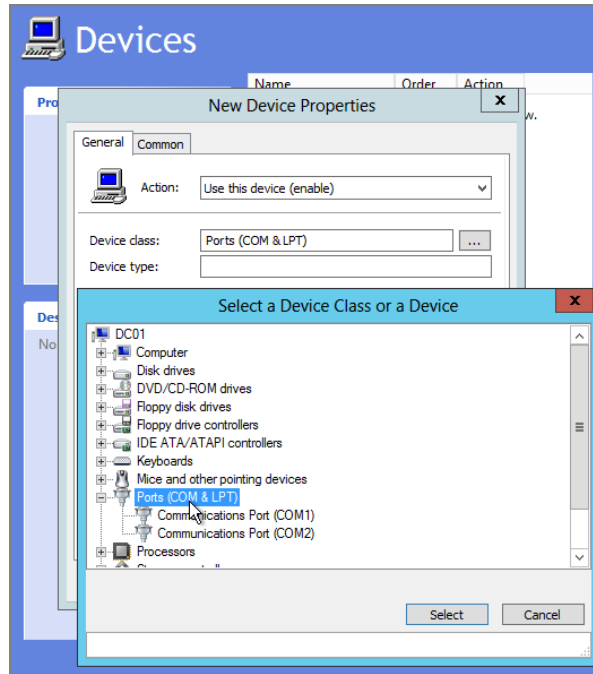 Devices
Name Order Action
Pro
New Device Properties
X
w.
General Common
Action: Use this device (enable)
Device class: Ports (COM & LPT) ...
Device type:
Select a Device Class or a Device
X
Des
No
DC01
Computer
Disk drives
DVD/CD-ROM drives
Floppy disk drives
Floppy drive controllers
IDE ATA/ATAPI controllers
Keyboards
Mice and other pointing devices
Ports (COM & LPT)
Communications Port (COM1)
Communications Port (COM2)
Processors
Select Cancel